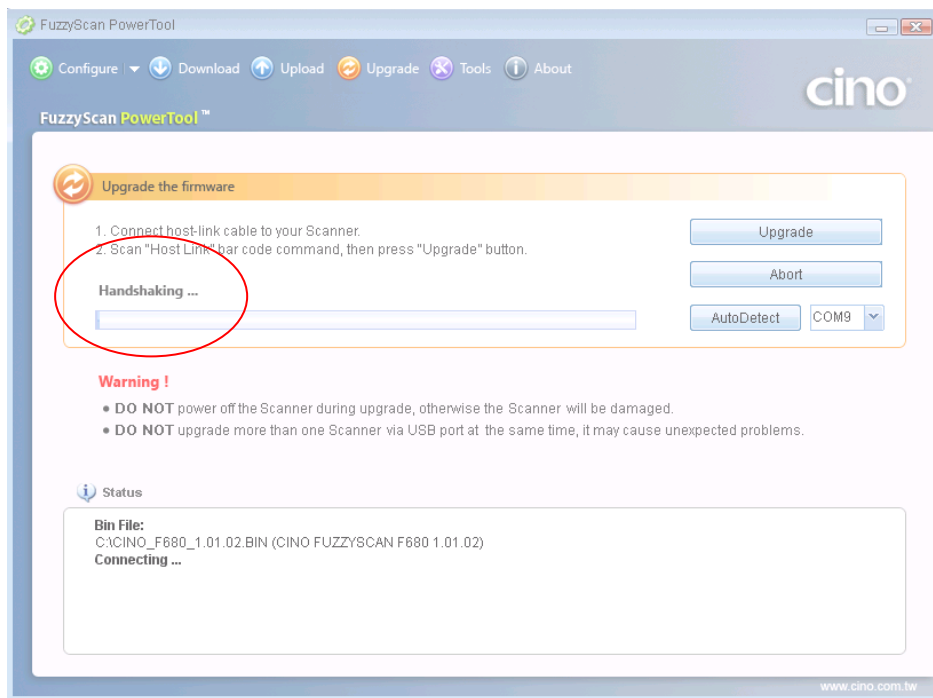 FuzzyScan PowerTool
Configure Download Upload Upgrade Tools About
cino
FuzzyScan PowerTool™
Upgrade the firmware
1. Connect host-link cable to your Scanner.
2. Scan "Host Link" bar code command, then press "Upgrade" button.
Upgrade
Abort
Handshaking ...
AutoDetect COM9
Warning !
• DO NOT power off the Scanner during upgrade, otherwise the Scanner will be damaged.
• DO NOT upgrade more than one Scanner via USB port at the same time, it may cause unexpected problems.
Status
Bin File:
C:\CINO_F680_1.01.02.BIN (CINO FUZZYSCAN F680 1.01.02)
Connecting ...
www.cino.com.tw